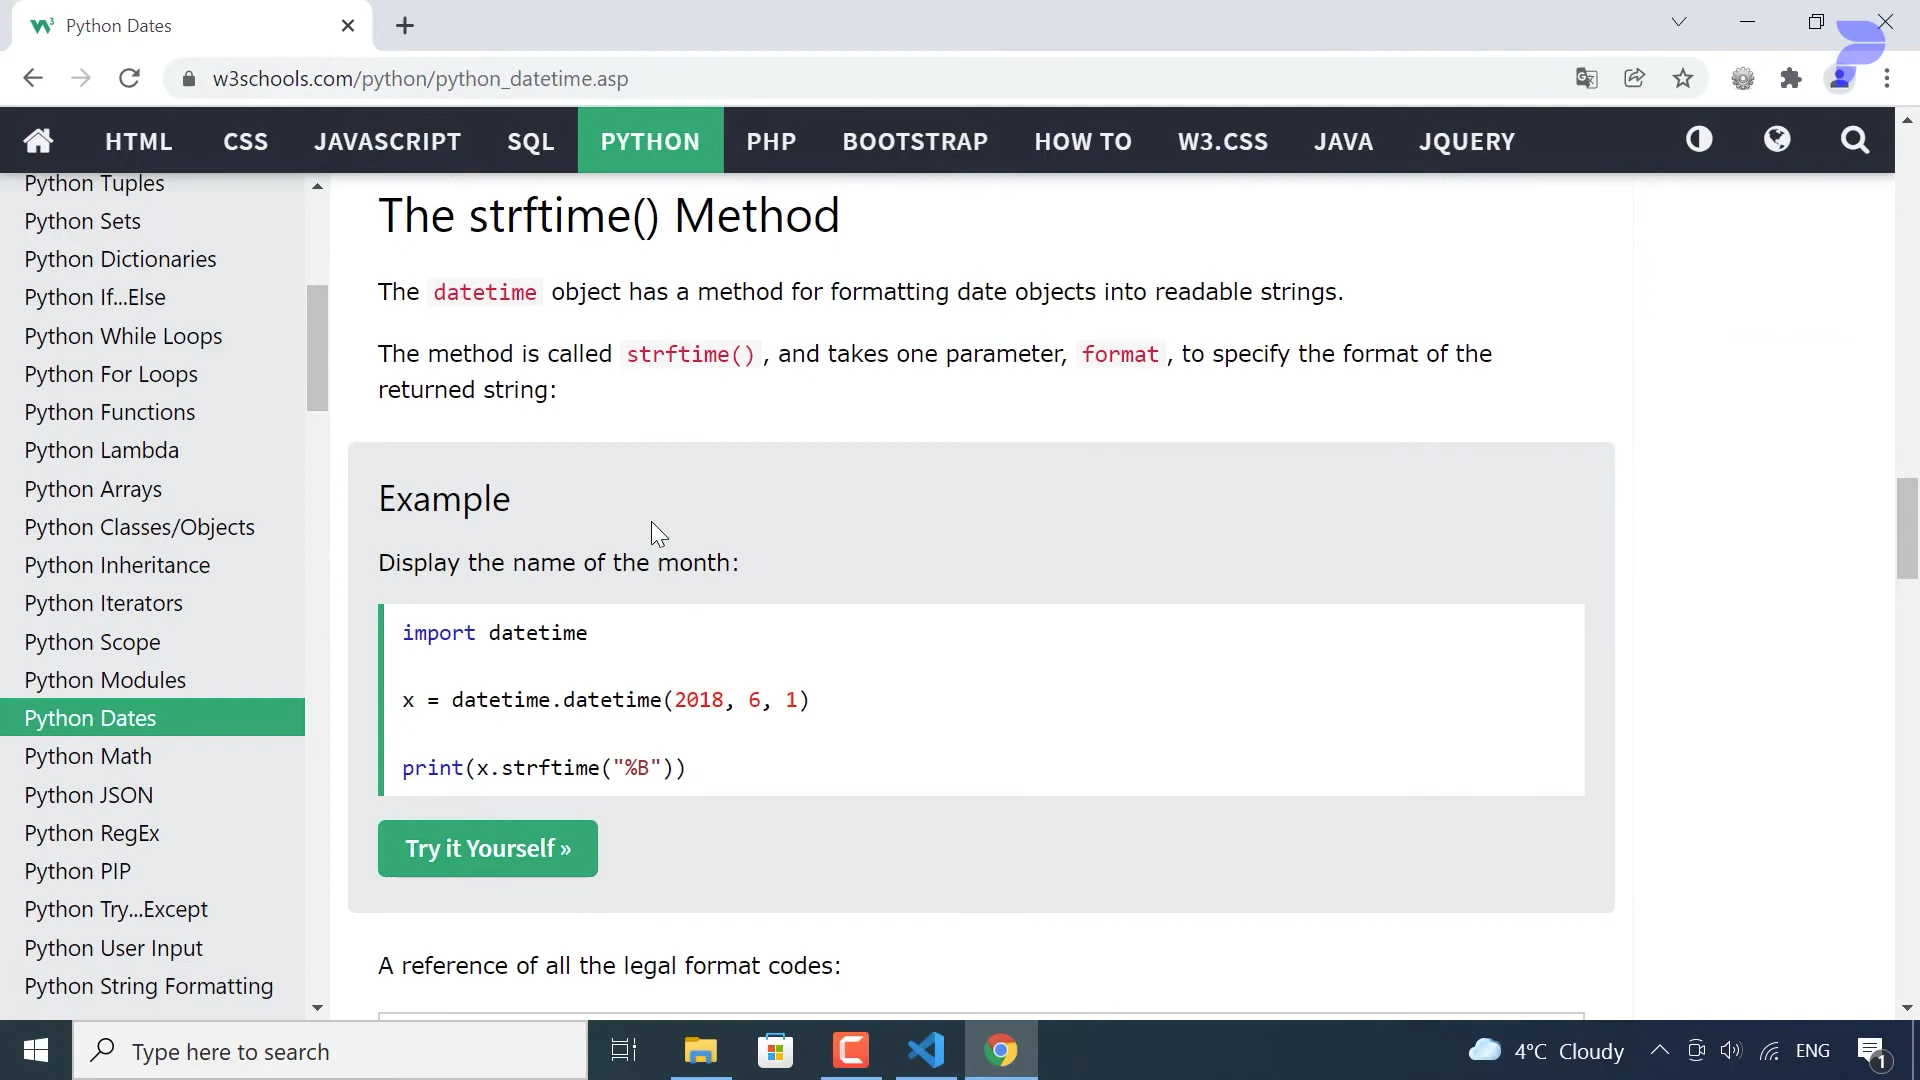 Python Dates
w3schools.com/python/python_datetime.asp
HTML CSS JAVASCRIPT SQL PYTHON PHP BOOTSTRAP HOW TO W3.CSS JAVA JQUERY
Python Tuples
Python Sets
Python Dictionaries
Python If...Else
Python While Loops
Python For Loops
Python Functions
Python Lambda
Python Arrays
Python Classes/Objects
Python Inheritance
Python Iterators
Python Scope
Python Modules
Python Dates
Python Math
Python JSON
Python RegEx
Python PIP
Python Try...Except
Python User Input
Python String Formatting
The strftime() Method
The datetime object has a method for formatting date objects into readable strings.
The method is called strftime() , and takes one parameter, format , to specify the format of the
returned string:
Example
Display the name of the month:
import datetime
x = datetime.datetime(2018, 6, 1)
print(x.strftime("%B"))
Try it Yourself »
A reference of all the legal format codes:
Type here to search
4°C Cloudy
ENG
1